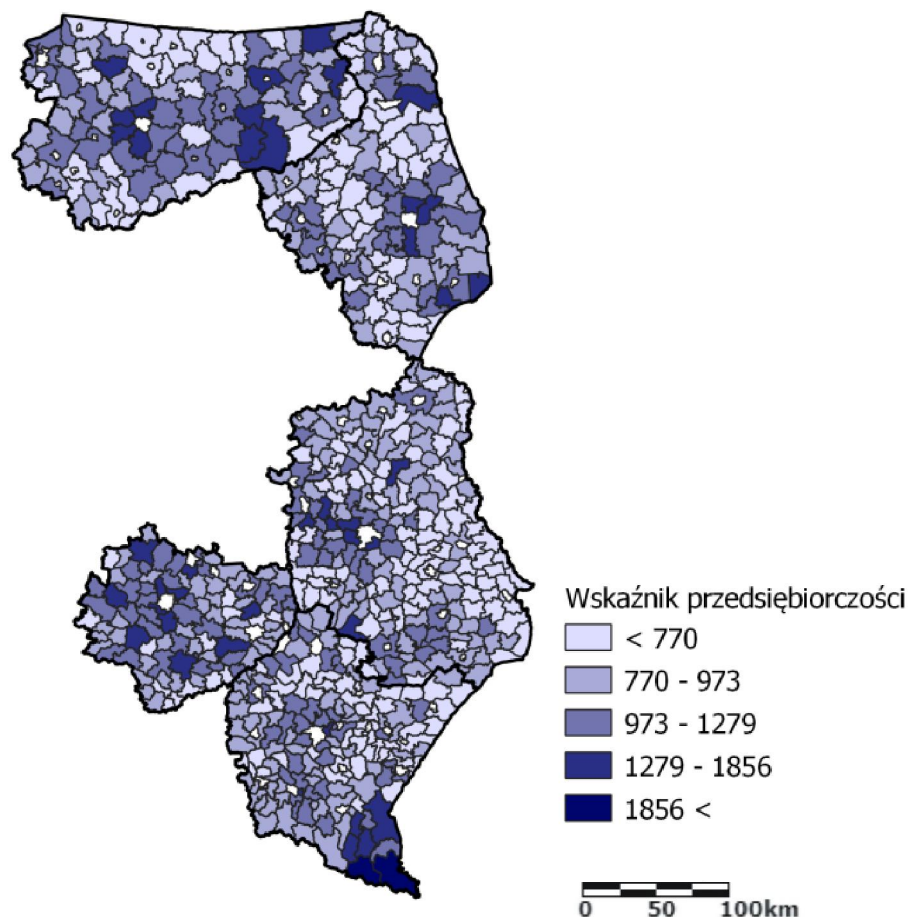 Wskaźnik przedsiębiorczości
< 770
770 - 973
973 - 1279
1279 - 1856
1856 <
0 50 100km